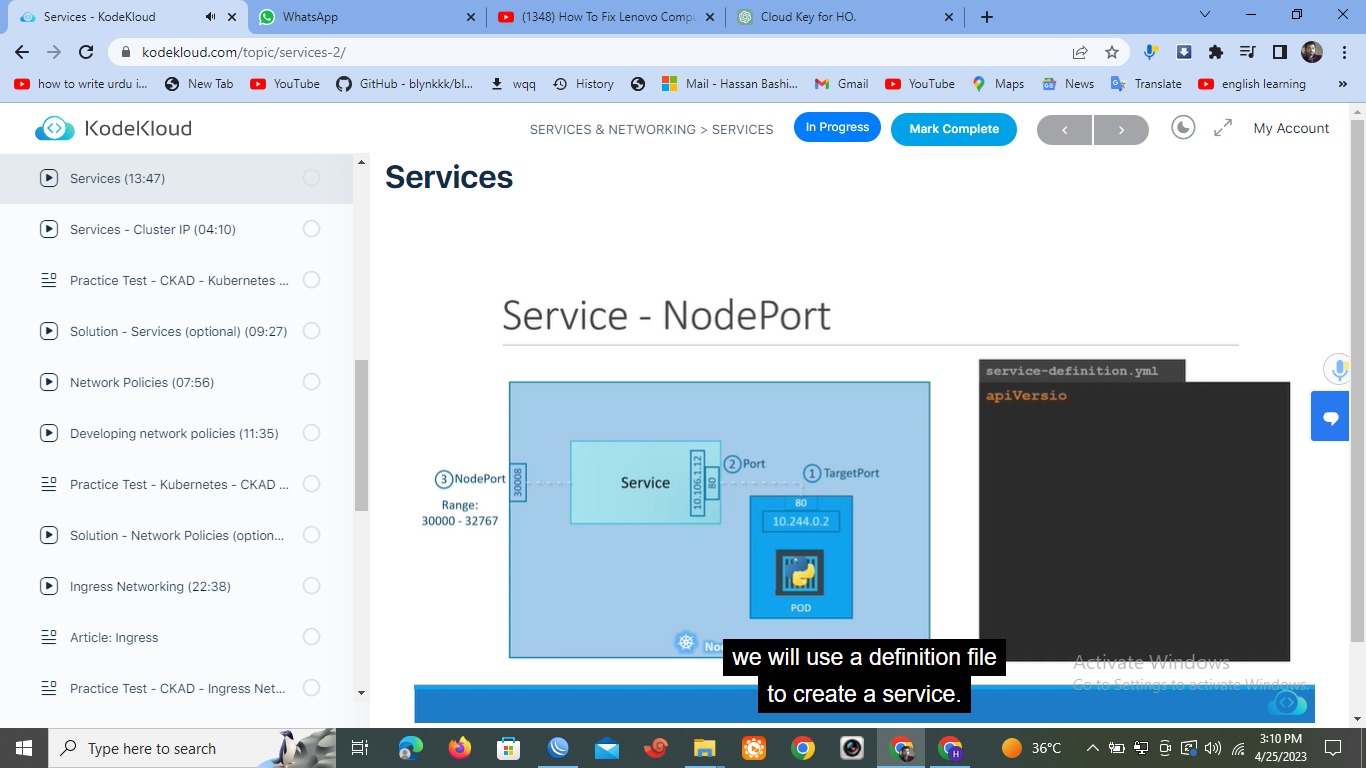 Services - KodeKloud
WhatsApp
(1348) How To Fix Lenovo Compu
Cloud Key for HO.
kodekloud.com/topic/services-2/
how to write urdu i...
New Tab
YouTube
GitHub - blynkkk/bl...
wqq
History
Mail - Hassan Bashi...
Gmail
YouTube
Maps
News
Translate
english learning
»
KodeKloud
SERVICES & NETWORKING > SERVICES
In Progress
Mark Complete
My Account
Services (13:47)
Services - Cluster IP (04:10)
Practice Test - CKAD - Kubernetes ...
Solution - Services (optional) (09:27)
Network Policies (07:56)
Developing network policies (11:35)
Practice Test - Kubernetes - CKAD ...
Solution - Network Policies (option...
Ingress Networking (22:38)
Article: Ingress
Practice Test - CKAD - Ingress Net...
Services
Service - NodePort
3 NodePort
Range:
30000 - 32767
30008
Service
10.106.1.12
80
2 Port
1 TargetPort
80
10.244.0.2
POD
service-definition.yml
apiVersio
we will use a definition file
to create a service.
Activate Windows
Go to Settings to activate Windows.
Type here to search
36°C
3:10 PM
4/25/2023